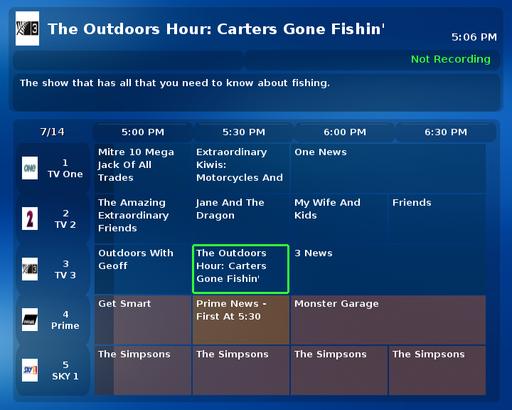 The Outdoors Hour: Carters Gone Fishin'
5:06 PM
Not Recording
The show that has all that you need to know about fishing.
7/14
5:00 PM
5:30 PM
6:00 PM
6:30 PM
1
TV One
Mitre 10 Mega
Jack Of All
Trades
Extraordinary
Kiwis:
Motorcycles And
One News
2
TV 2
The Amazing
Extraordinary
Friends
Jane And The
Dragon
My Wife And
Kids
Friends
3
TV 3
Outdoors With
Geoff
The Outdoors
Hour: Carters
Gone Fishin'
3 News
4
Prime
Get Smart
Prime News -
First At 5:30
Monster Garage
5
SKY 1
The Simpsons
The Simpsons
The Simpsons
The Simpsons